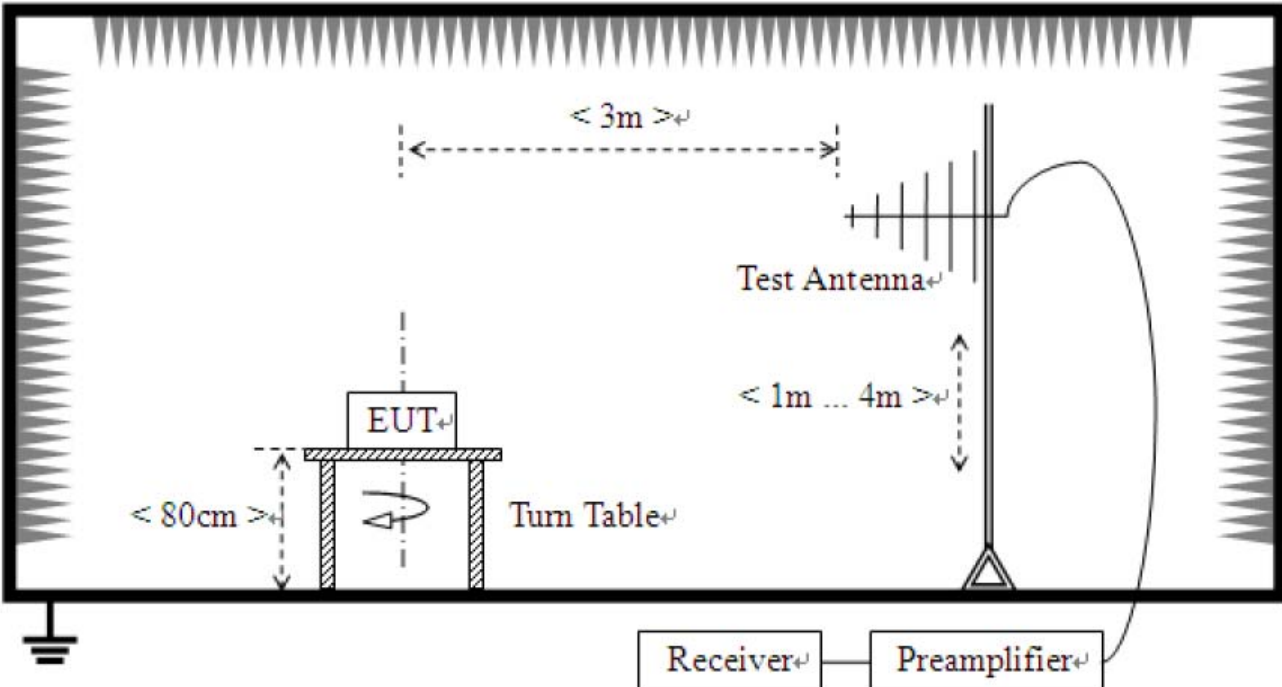 < 3m >↵
Test Antenna↵
< 1m ... 4m >↵
EUT↵
< 80cm >↵
Turn Table↵
Receiver↵
Preamplifier↵